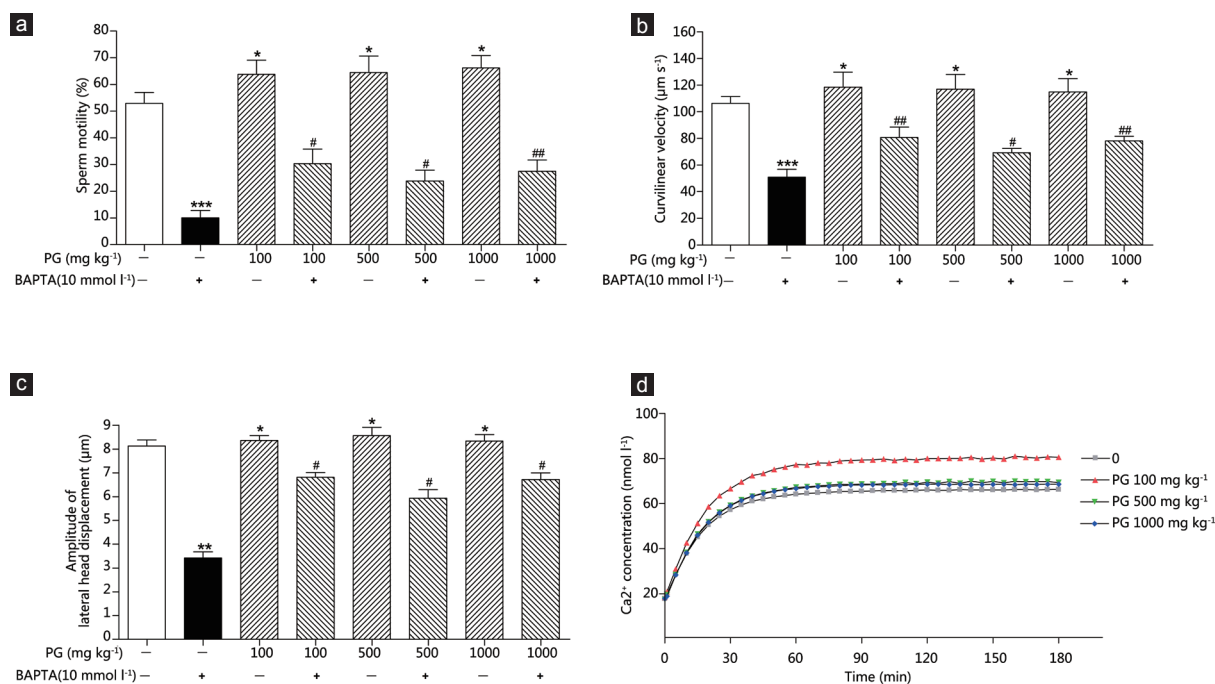 a
80
70
60
50
40
30
20
10
0
Sperm motility (%)
*
***
*
#
*
#
*
##
PG (mg kg⁻¹) — — 100 100 500 500 1000 1000
BAPTA(10 mmol l⁻¹) — + — + — + — +
b
160
140
120
100
80
60
40
20
0
Curvilinear velocity (μm s⁻¹)
***
*
##
*
#
*
##
PG (mg kg⁻¹) — — 100 100 500 500 1000 1000
BAPTA(10 mmol l⁻¹) — + — + — + — +
c
9
8
7
6
5
4
3
2
1
0
Amplitude of
lateral head displacement (μm)
**
*
#
*
#
*
#
PG (mg kg⁻¹) — — 100 100 500 500 1000 1000
BAPTA(10 mmol l⁻¹) — + — + — + — +
d
100
80
60
40
20
Ca²⁺ concentration (nmol l⁻¹)
0 30 60 90 120 150 180
Time (min)
0
PG 100 mg kg⁻¹
PG 500 mg kg⁻¹
PG 1000 mg kg⁻¹